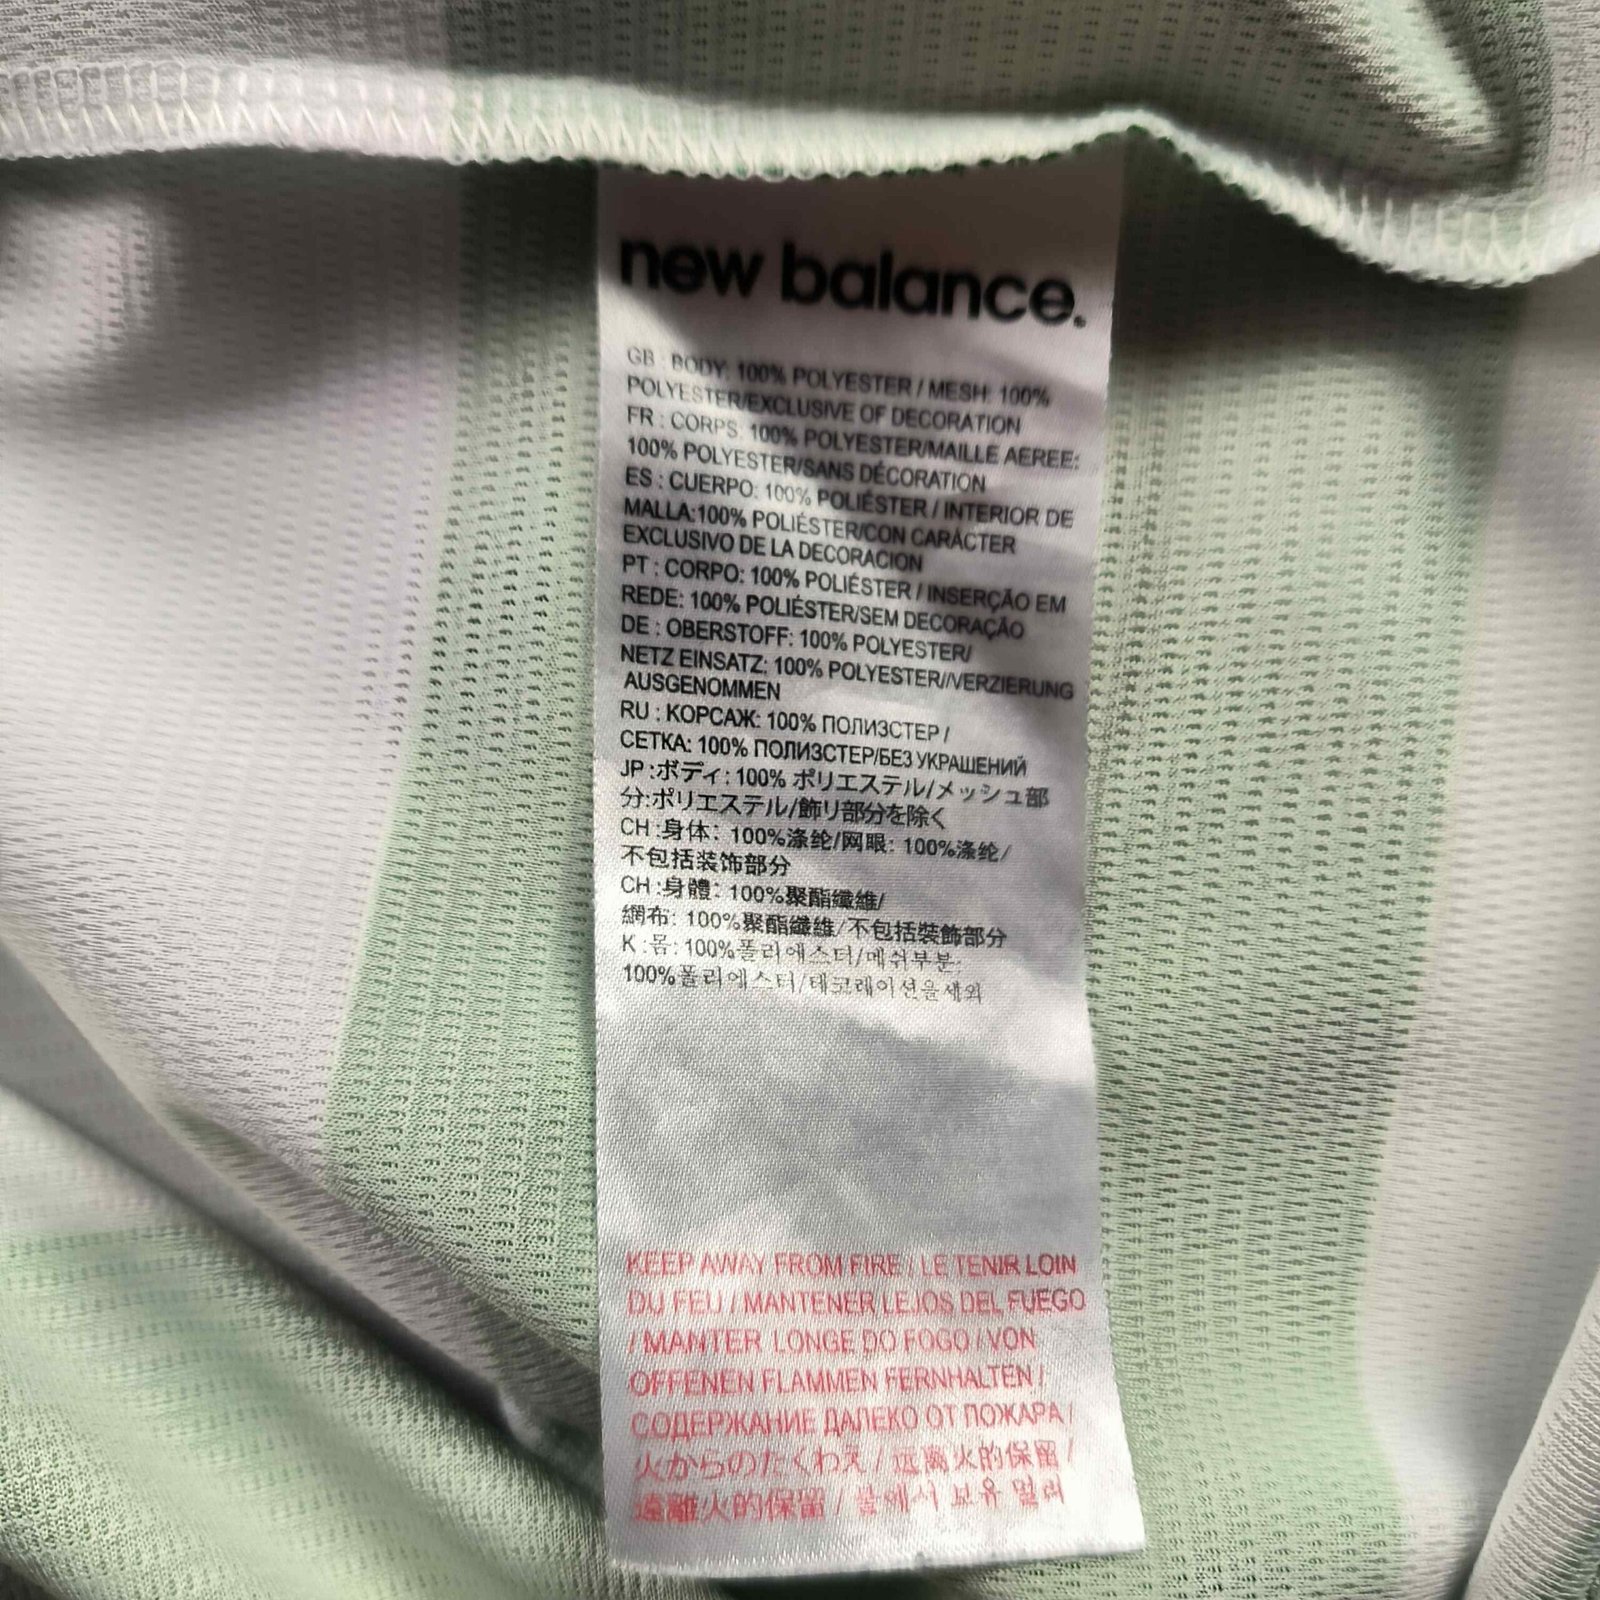 new balance.
GB : BODY: 100% POLYESTER / MESH: 100%
POLYESTER/EXCLUSIVE OF DECORATION
FR : CORPS: 100% POLYESTER/MAILLE AEREE:
100% POLYESTER/SANS DÉCORATION
ES : CUERPO: 100% POLIÉSTER / INTERIOR DE
MALLA:100% POLIÉSTER/CON CARÁCTER
EXCLUSIVO DE LA DECORACION
PT : CORPO: 100% POLIÉSTER / INSERÇÃO EM
REDE: 100% POLIÉSTER/SEM DECORAÇÃO
DE : OBERSTOFF: 100% POLYESTER/
NETZ EINSATZ: 100% POLYESTER//VERZIERUNG
AUSGENOMMEN
RU : КОРСАЖ: 100% ПОЛИЗСТЕР /
СЕТКА: 100% ПОЛИЗСТЕР/БЕЗ УКРАШЕНИЙ
JP :ボディ: 100% ポリエステル/メッシュ部
分:ポリエステル/飾り部分を除く
CH :身体: 100%涤纶/网眼: 100%涤纶/
不包括装饰部分
CH :身體: 100%聚酯纖維/
網布: 100%聚酯纖維/不包括裝飾部分
K :몸: 100%폴리에스터/메쉬부분:
100%폴리에스터/테코레이션을세외
KEEP AWAY FROM FIRE / LE TENIR LOIN
DU FEU / MANTENER LEJOS DEL FUEGO
/ MANTER LONGE DO FOGO / VON
OFFENEN FLAMMEN FERNHALTEN /
СОДЕРЖАНИЕ ДАЛЕКО ОТ ПОЖАРА /
火からのたくわえ / 远离火的保留 /
遠離火的保留 / 불에서 보유 멀리